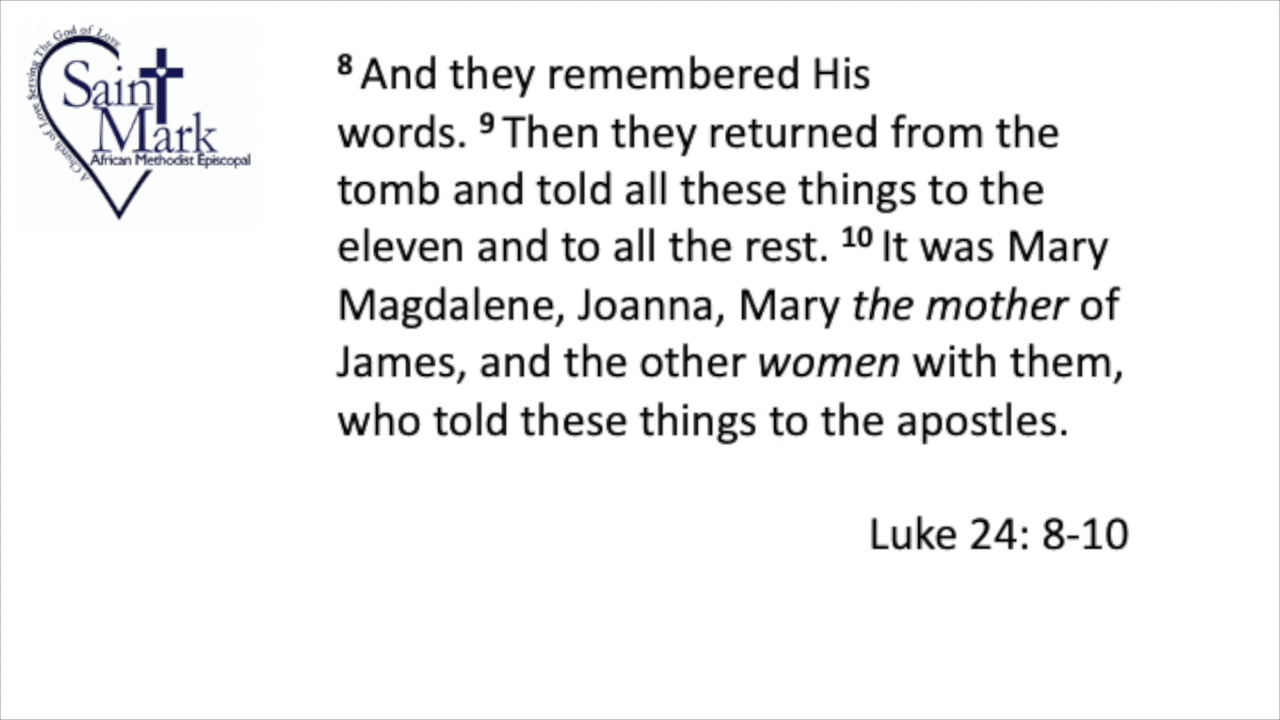 A Church of Love Serving The God of Love
Saint
Mark
African Methodist Episcopal
8 And they remembered His
words. 9 Then they returned from the
tomb and told all these things to the
eleven and to all the rest. 10 It was Mary
Magdalene, Joanna, Mary the mother of
James, and the other women with them,
who told these things to the apostles.
Luke 24: 8-10